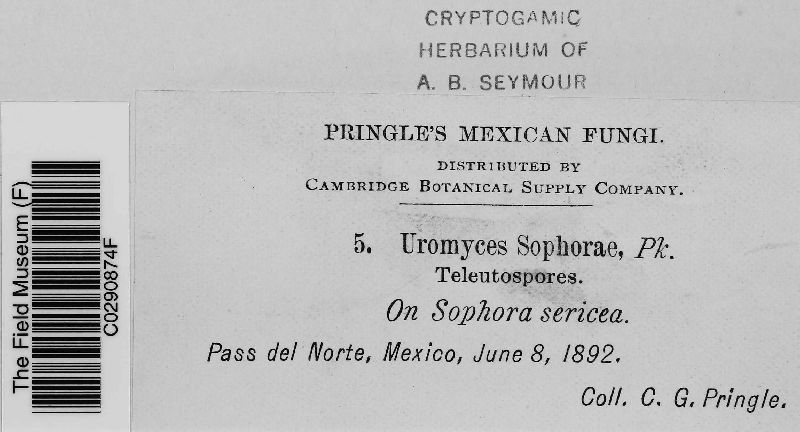 CRYPTOGAMIC
HERBARIUM OF
A. B. SEYMOUR
PRINGLE'S MEXICAN FUNGI.
DISTRIBUTED BY
CAMBRIDGE BOTANICAL SUPPLY COMPANY.
5. Uromyces Sophorae, Pk.
Teleutospores.
On Sophora sericea.
Pass del Norte, Mexico, June 8, 1892.
Coll. C. G. Pringle.
The Field Museum (F)
C0290874F